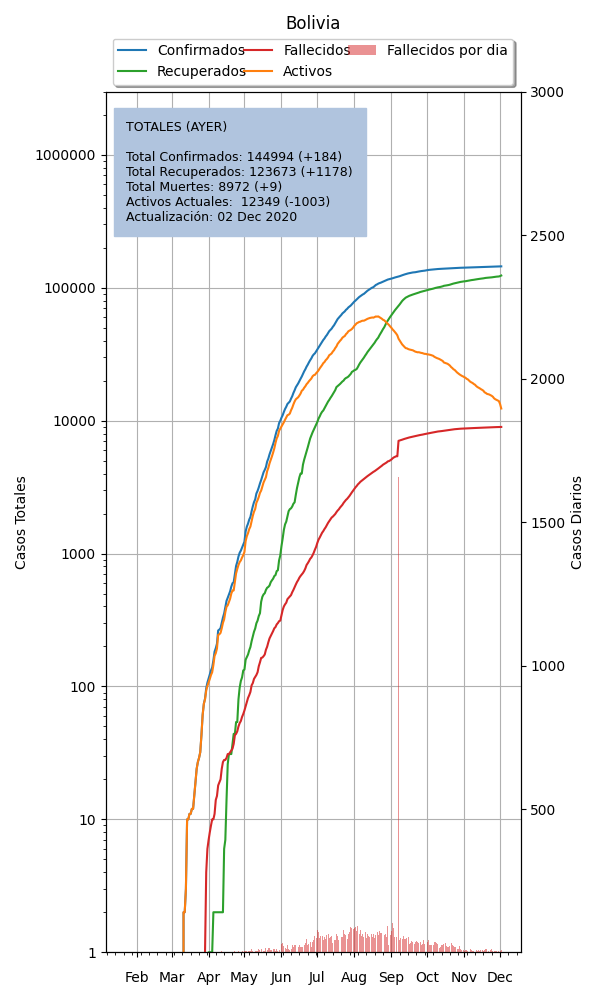 Bolivia
Confirmados
Recuperados
Fallecidos
Activos
Fallecidos por dia
TOTALES (AYER)
Total Confirmados: 144994 (+184)
Total Recuperados: 123673 (+1178)
Total Muertes: 8972 (+9)
Activos Actuales:  12349 (-1003)
Actualización: 02 Dec 2020
Casos Totales
1000000
100000
10000
1000
100
10
1
Casos Diarios
3000
2500
2000
1500
1000
500
Feb Mar Apr May Jun Jul Aug Sep Oct Nov Dec